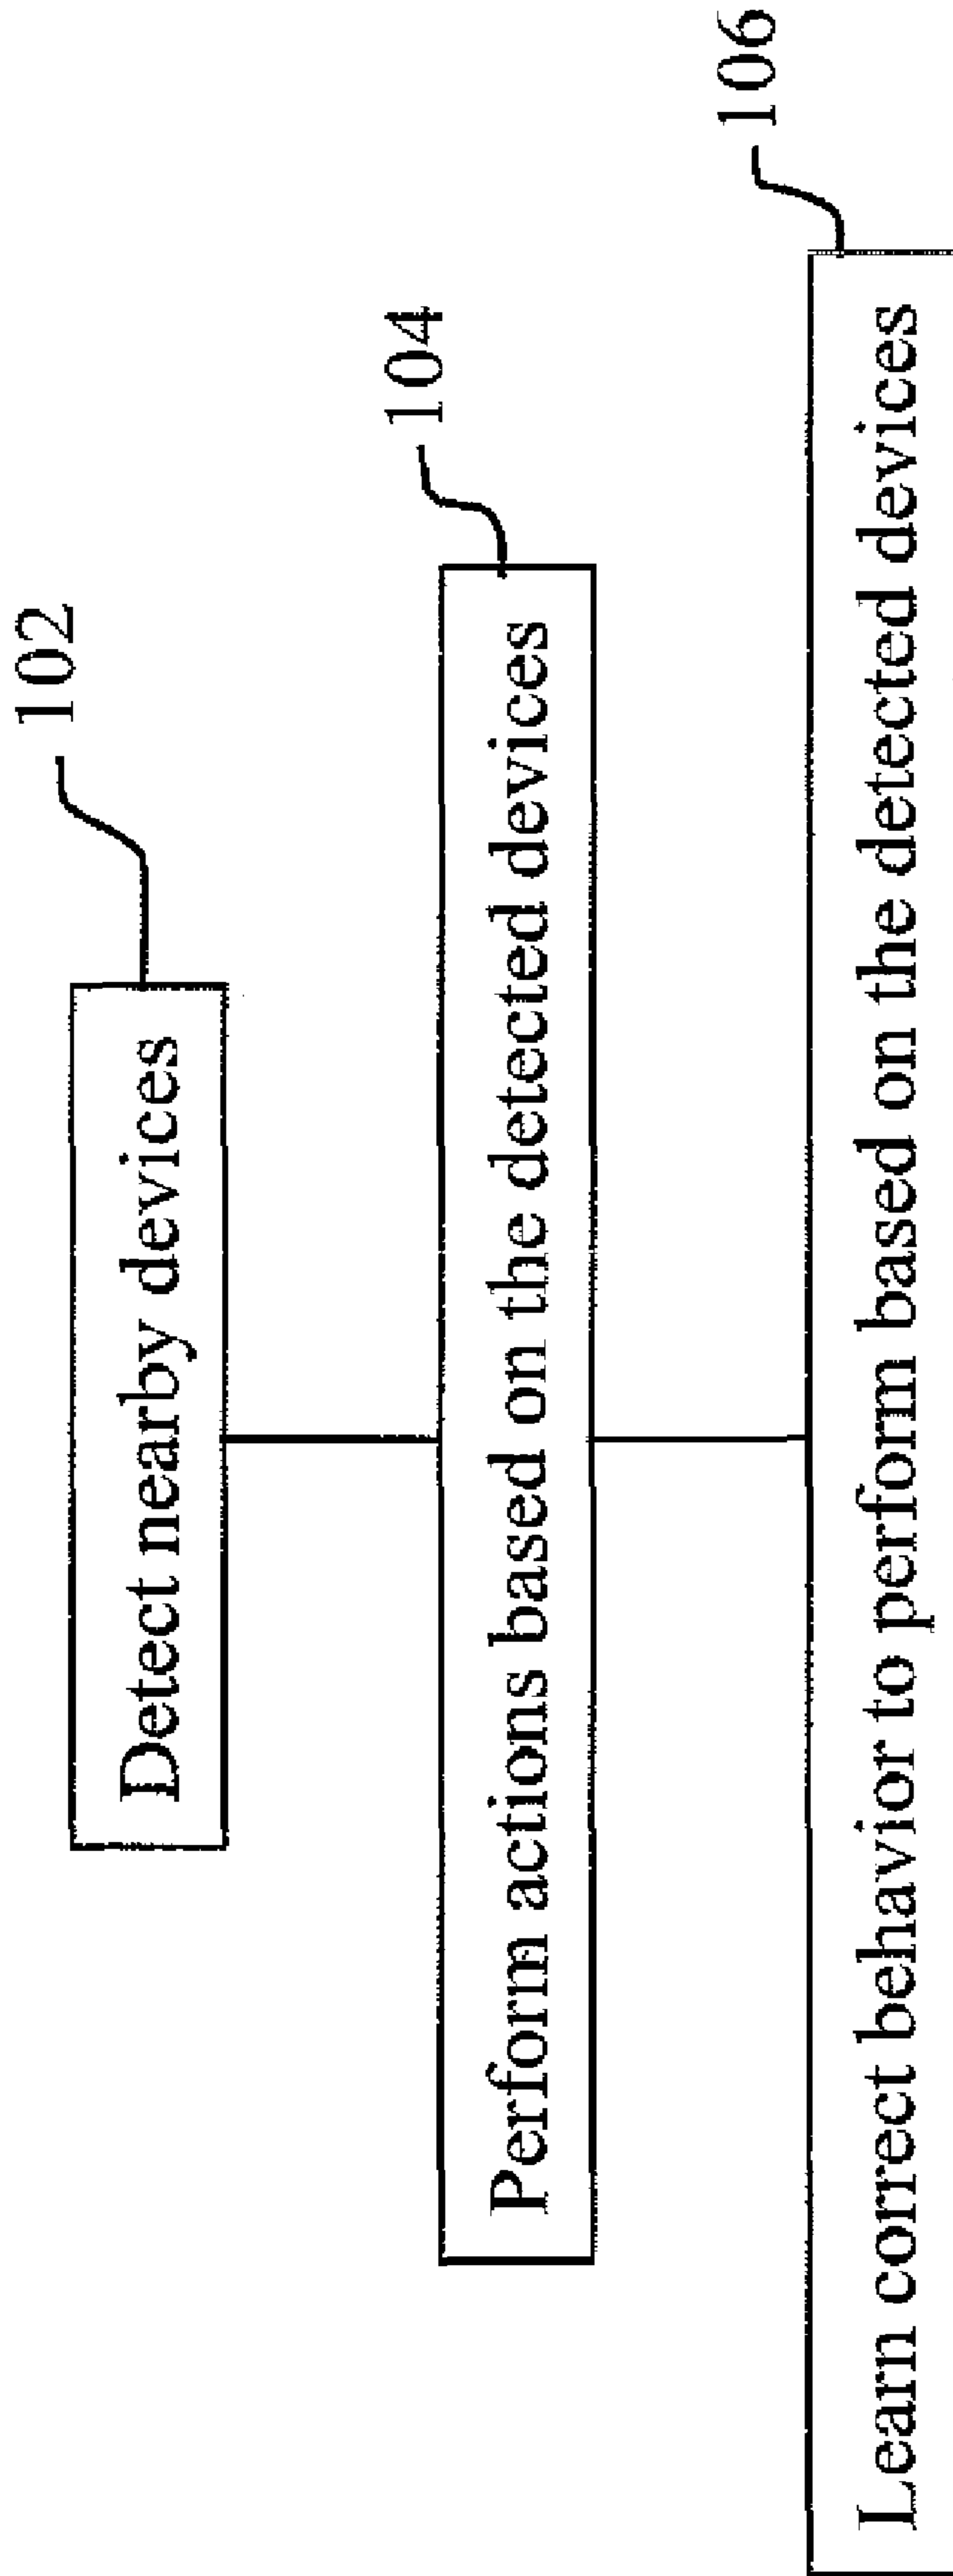 102
Detect nearby devices
104
Perform actions based on the detected devices
106
Learn correct behavior to perform based on the detected devices